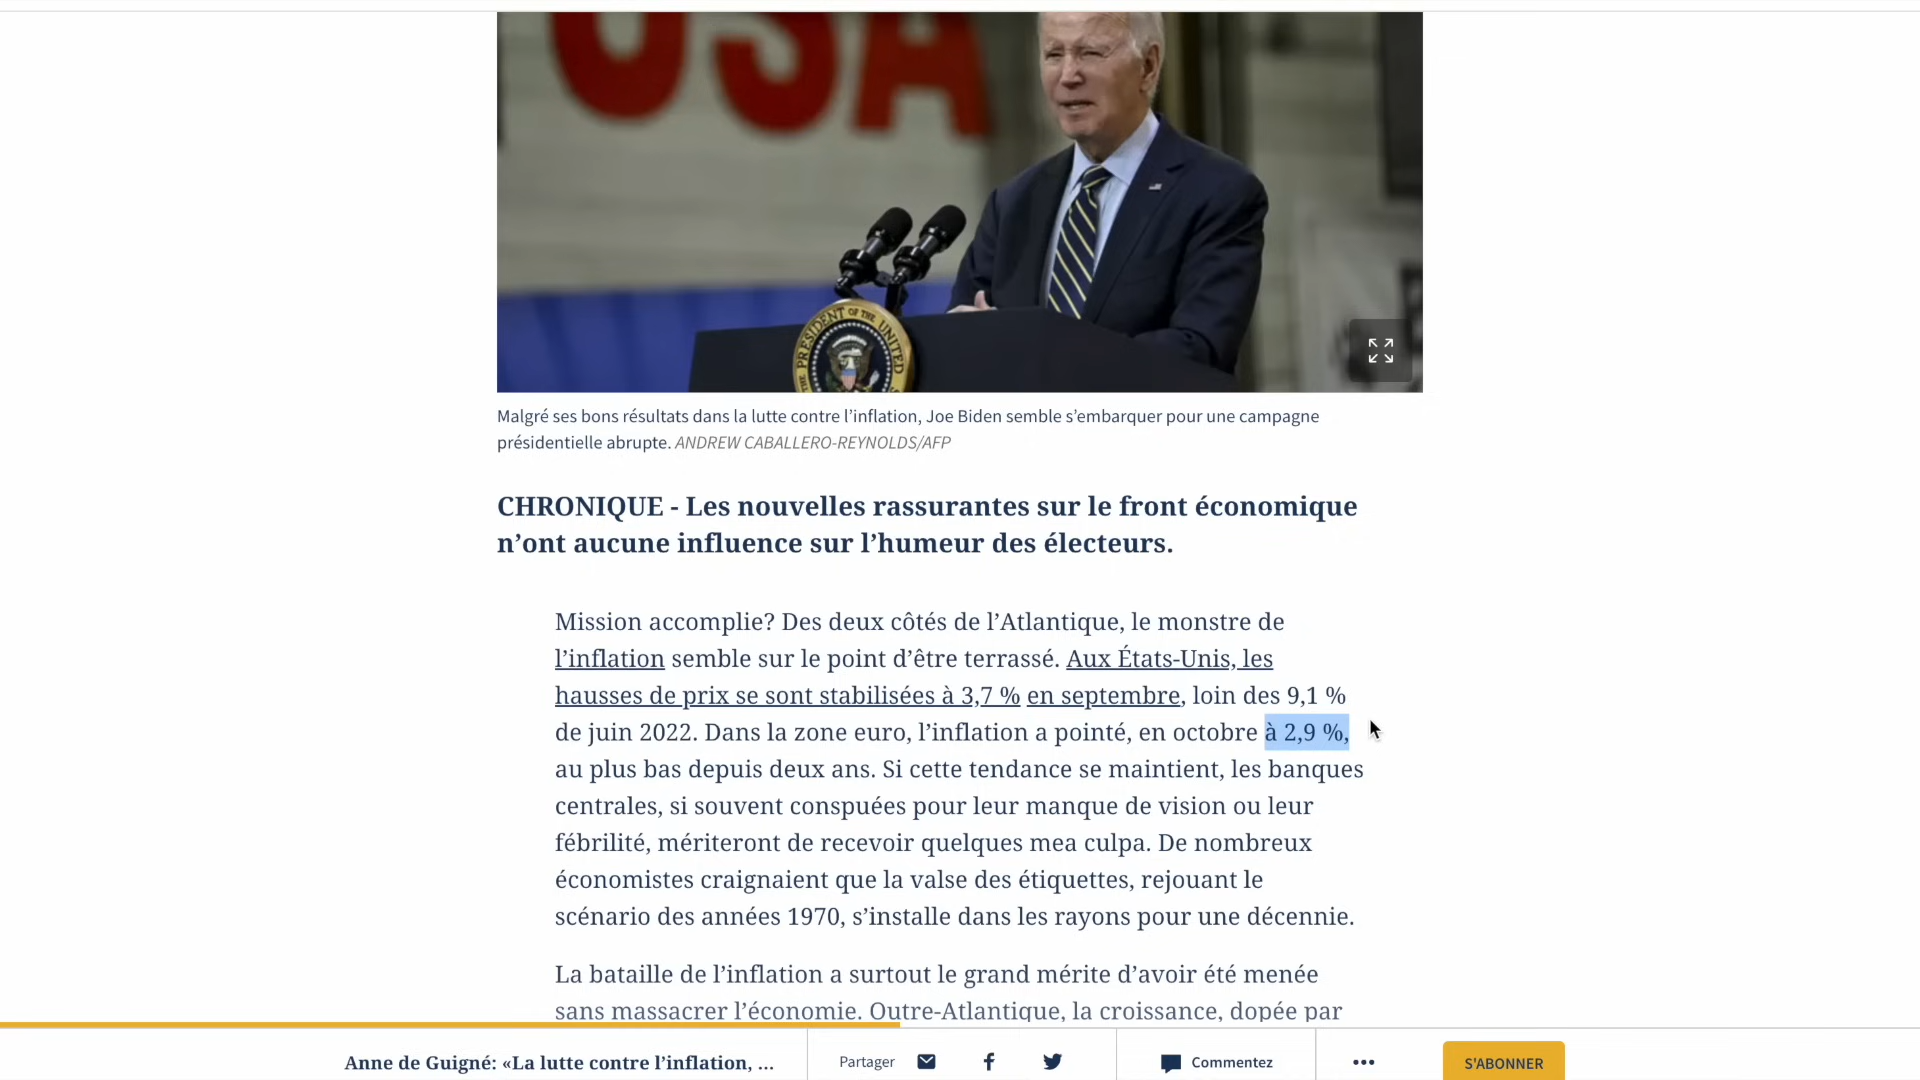 USA
PRESIDENT OF THE UNITED
Malgré ses bons résultats dans la lutte contre l’inflation, Joe Biden semble s’embarquer pour une campagne
présidentielle abrupte. ANDREW CABALLERO-REYNOLDS/AFP
CHRONIQUE - Les nouvelles rassurantes sur le front économique
n’ont aucune influence sur l’humeur des électeurs.
Mission accomplie? Des deux côtés de l’Atlantique, le monstre de
l’inflation semble sur le point d’être terrassé. Aux États-Unis, les
hausses de prix se sont stabilisées à 3,7 % en septembre, loin des 9,1 %
de juin 2022. Dans la zone euro, l’inflation a pointé, en octobre à 2,9 %,
au plus bas depuis deux ans. Si cette tendance se maintient, les banques
centrales, si souvent conspuées pour leur manque de vision ou leur
fébrilité, mériteront de recevoir quelques mea culpa. De nombreux
économistes craignaient que la valse des étiquettes, rejouant le
scénario des années 1970, s’installe dans les rayons pour une décennie.
La bataille de l’inflation a surtout le grand mérite d’avoir été menée
sans massacrer l’économie. Outre-Atlantique, la croissance, dopée par
Anne de Guigné: «La lutte contre l’inflation, ...
Partager
Commentez
S'ABONNER